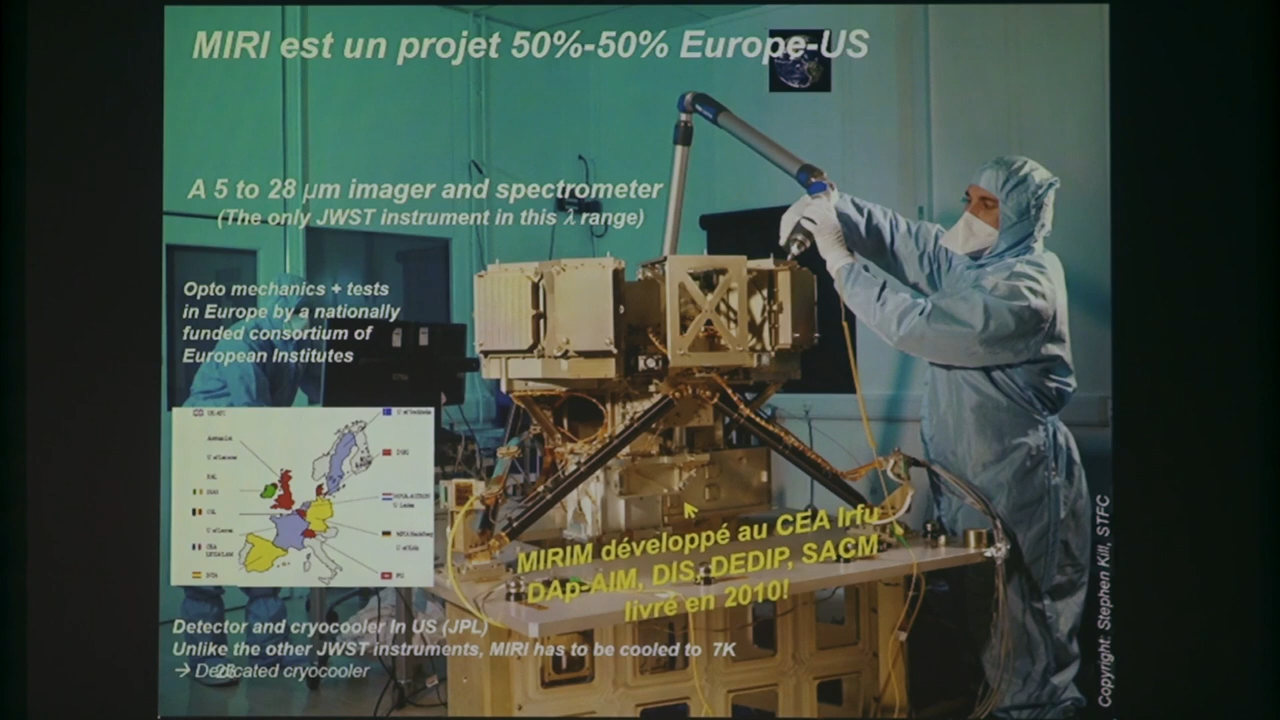 MIRI est un projet 50%-50% Europe-US
A 5 to 28 μm imager and spectrometer
(The only JWST instrument in this λ range)
Opto mechanics + tests
in Europe by a nationally
funded consortium of
European Institutes
MIRIM développé au CEA Irfu
DAp-AIM, DIS, DEDIP, SACM
livré en 2010!
Detector and cryocooler In US (JPL)
Unlike the other JWST instruments, MIRI has to be cooled to 7K
→ Dedicated cryocooler
28
Copyright: Stephen Kill, STFC